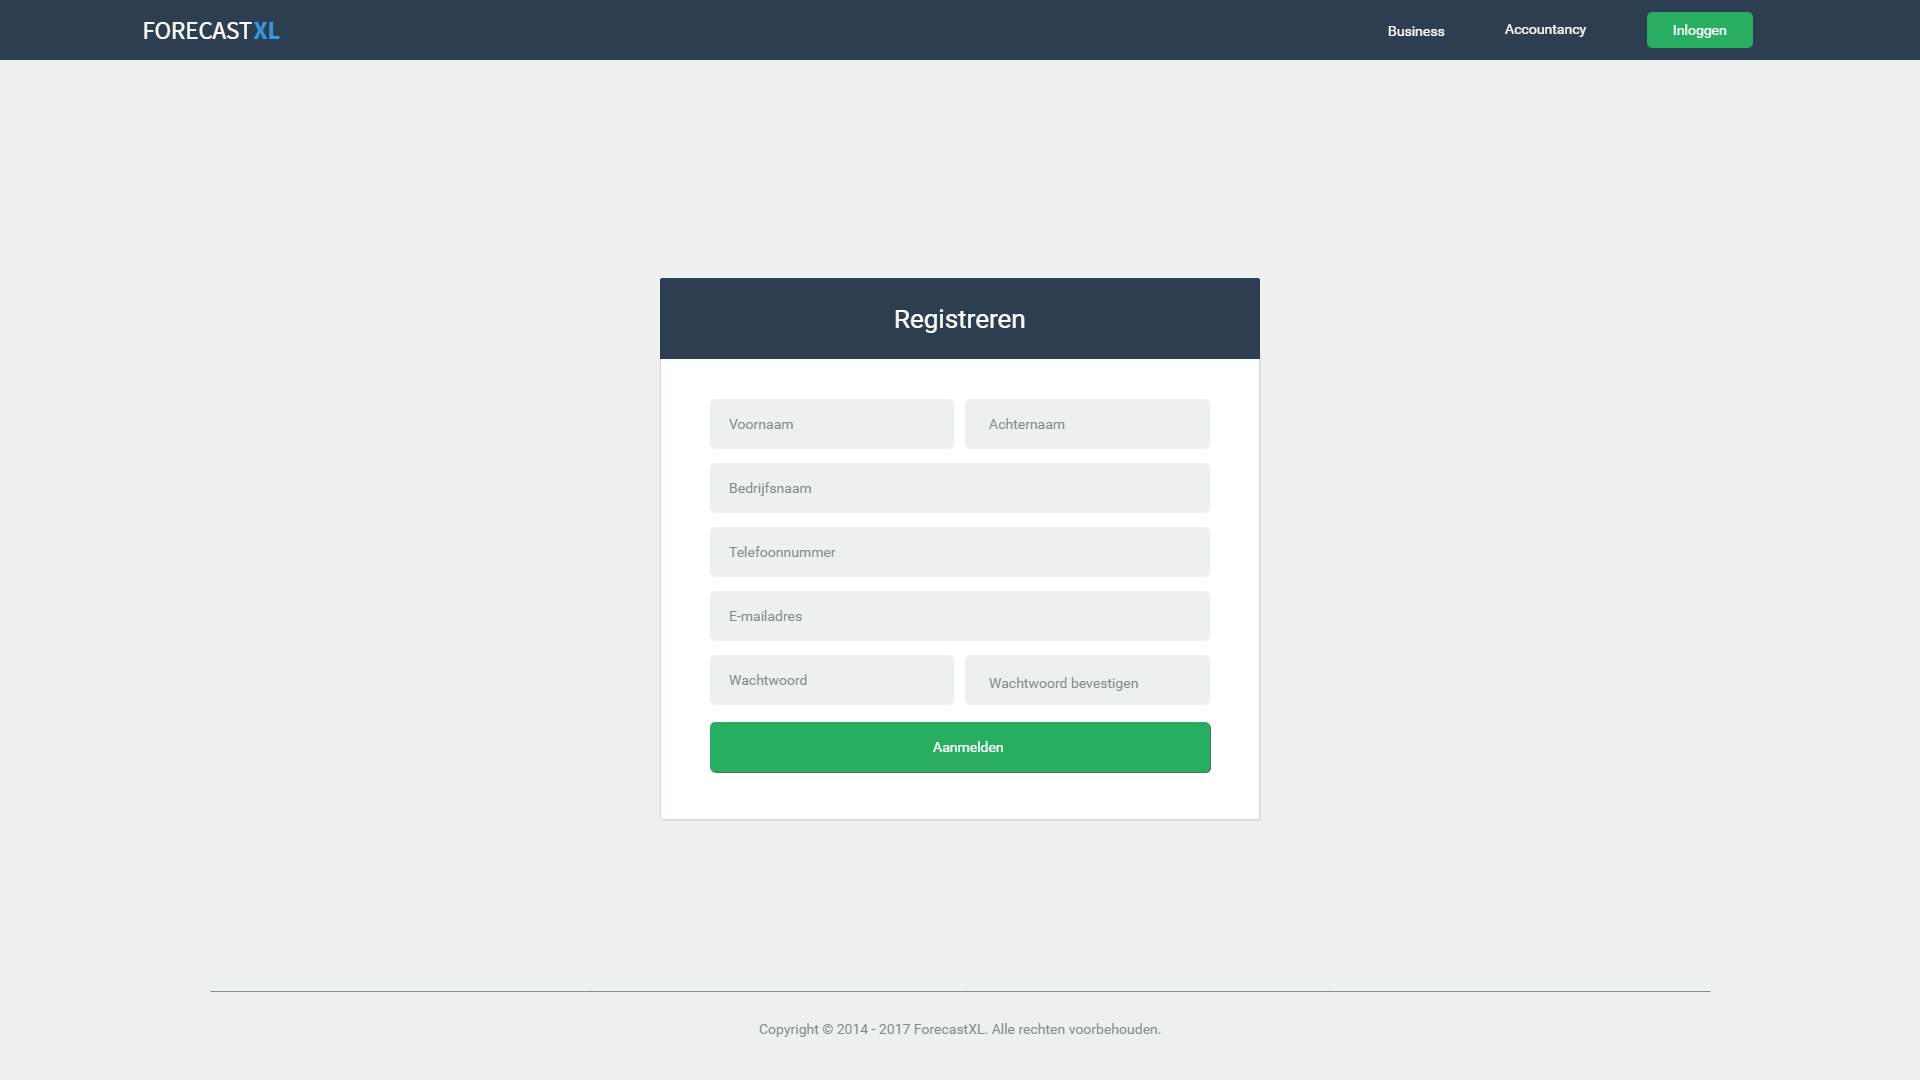 FORECASTXL
Business
Accountancy
Inloggen
Registreren
Voornaam
Achternaam
Bedrijfsnaam
Telefoonnummer
E-mailadres
Wachtwoord
Wachtwoord bevestigen
Aanmelden
Copyright © 2014 - 2017 ForecastXL. Alle rechten voorbehouden.